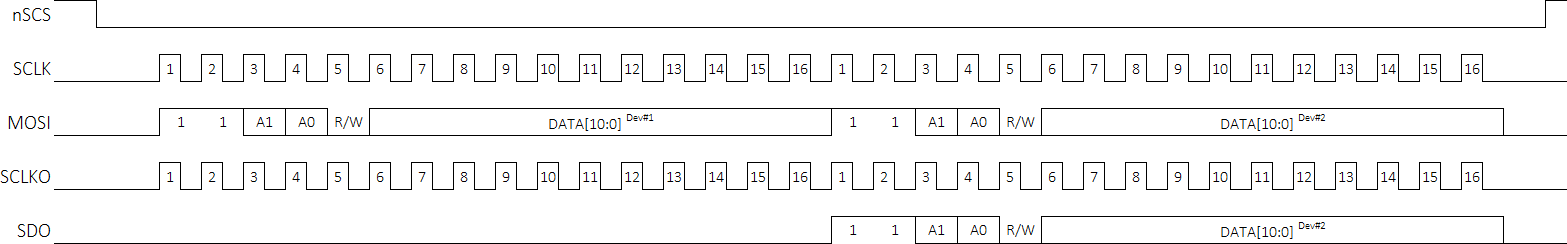 nSCS
SCLK 1 2 3 4 5 6 7 8 9 10 11 12 13 14 15 16 1 2 3 4 5 6 7 8 9 10 11 12 13 14 15 16
MOSI 1 1 A1 A0 R/W DATA[10:0] Dev#1 1 1 A1 A0 R/W DATA[10:0] Dev#2
SCLKO 1 2 3 4 5 6 7 8 9 10 11 12 13 14 15 16 1 2 3 4 5 6 7 8 9 10 11 12 13 14 15 16
SDO 1 1 A1 A0 R/W DATA[10:0] Dev#2